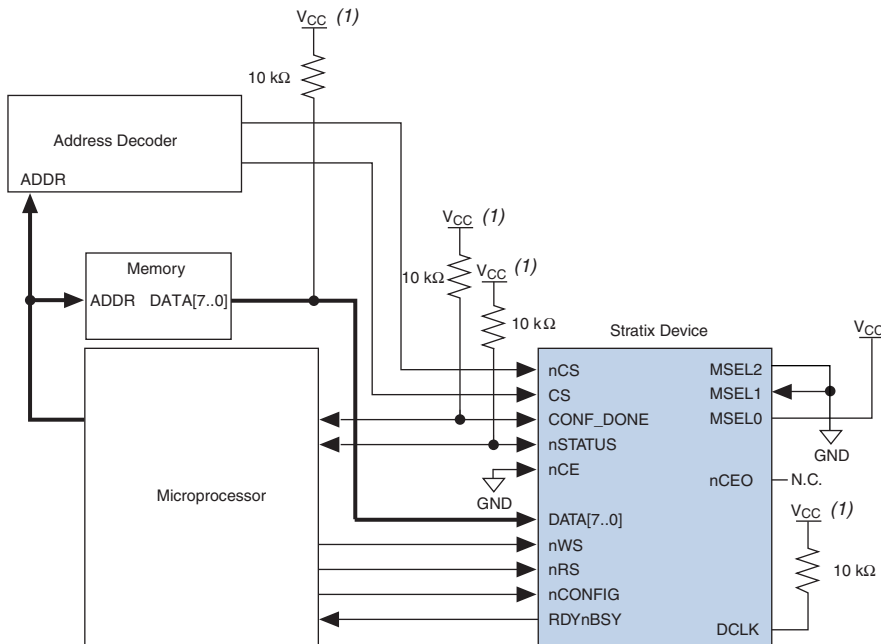 VCC (1)
10 kΩ
Address Decoder
ADDR
VCC (1)
10 kΩ
VCC (1)
10 kΩ
Memory
ADDR DATA[7..0]
Stratix Device
VCC
nCS
CS
CONF_DONE
nSTATUS
nCE
GND
DATA[7..0]
nWS
nRS
nCONFIG
RDYnBSY
MSEL2
MSEL1
MSEL0
GND
nCEO
N.C.
VCC (1)
10 kΩ
DCLK
Microprocessor